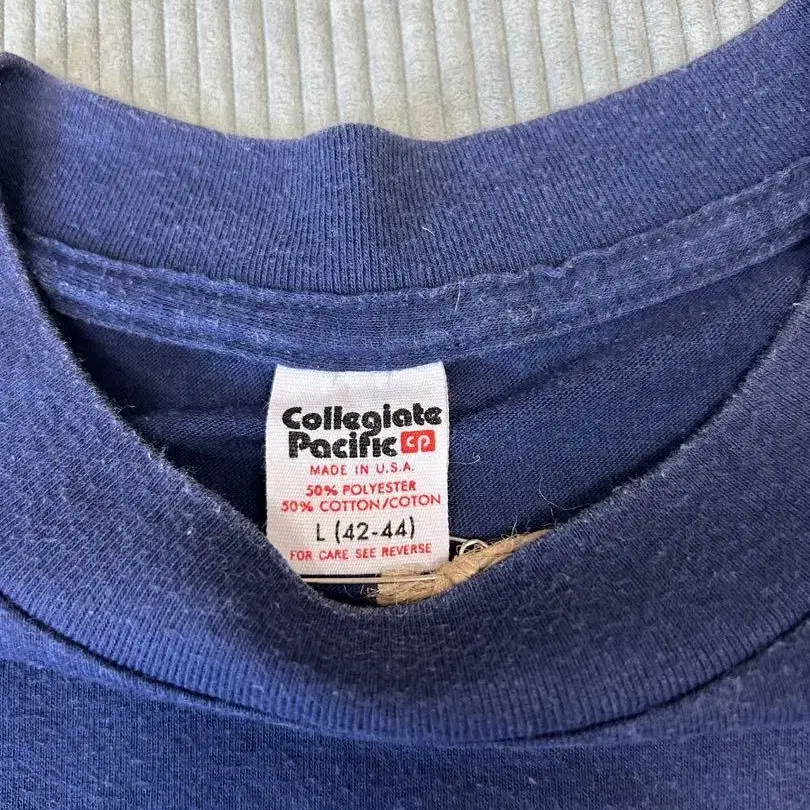 Collegiate
Pacific cp
MADE IN U.S.A.
50% POLYESTER
50% COTTON/COTON
L (42-44)
FOR CARE SEE REVERSE